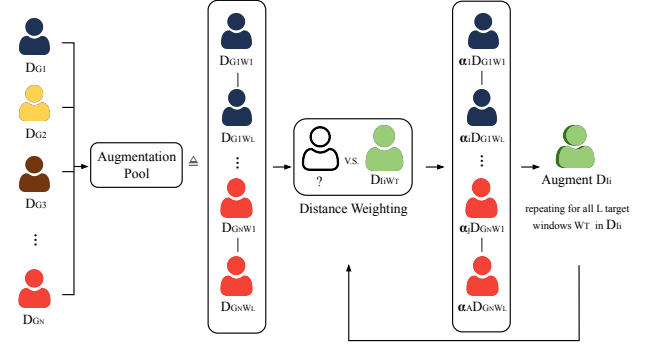 DG1
DG2
DG3
⋮
DGN
Augmentation
Pool
≜
DG1W1
DG1WL
⋮
DGNW1
DGNWL
?
V.S.
DIiWT
Distance Weighting
α1DG1W1
αiDG1WL
⋮
αjDGNW1
αADGNWL
Augment DIi
repeating for all L target
windows WT in DIi